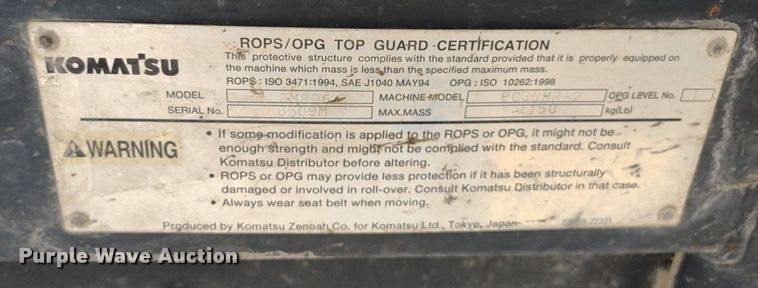 KOMATSU
ROPS/OPG TOP GUARD CERTIFICATION
This protective structure complies with the standard provided that it is properly equipped on
the machine which mass is less than the specified maximum mass.
ROPS : ISO 3471:1994, SAE J1040 MAY94 OPG : ISO 10262:1998
MODEL MACHINE MODEL OPG LEVEL No. I
SERIAL No. 6509M MAX.MASS 4150 kg(Lb)
WARNING
• If some modification is applied to the ROPS or OPG, it might not be
enough strength and might not be complied with the standard. Consult
Komatsu Distributor before altering.
• ROPS or OPG may provide less protection if it has been structurally
damaged or involved in roll-over. Consult Komatsu Distributor in that case.
• Always wear seat belt when moving.
Produced by Komatsu Zenoah Co. for Komatsu Ltd., Tokyo, Japan
Purple Wave Auction